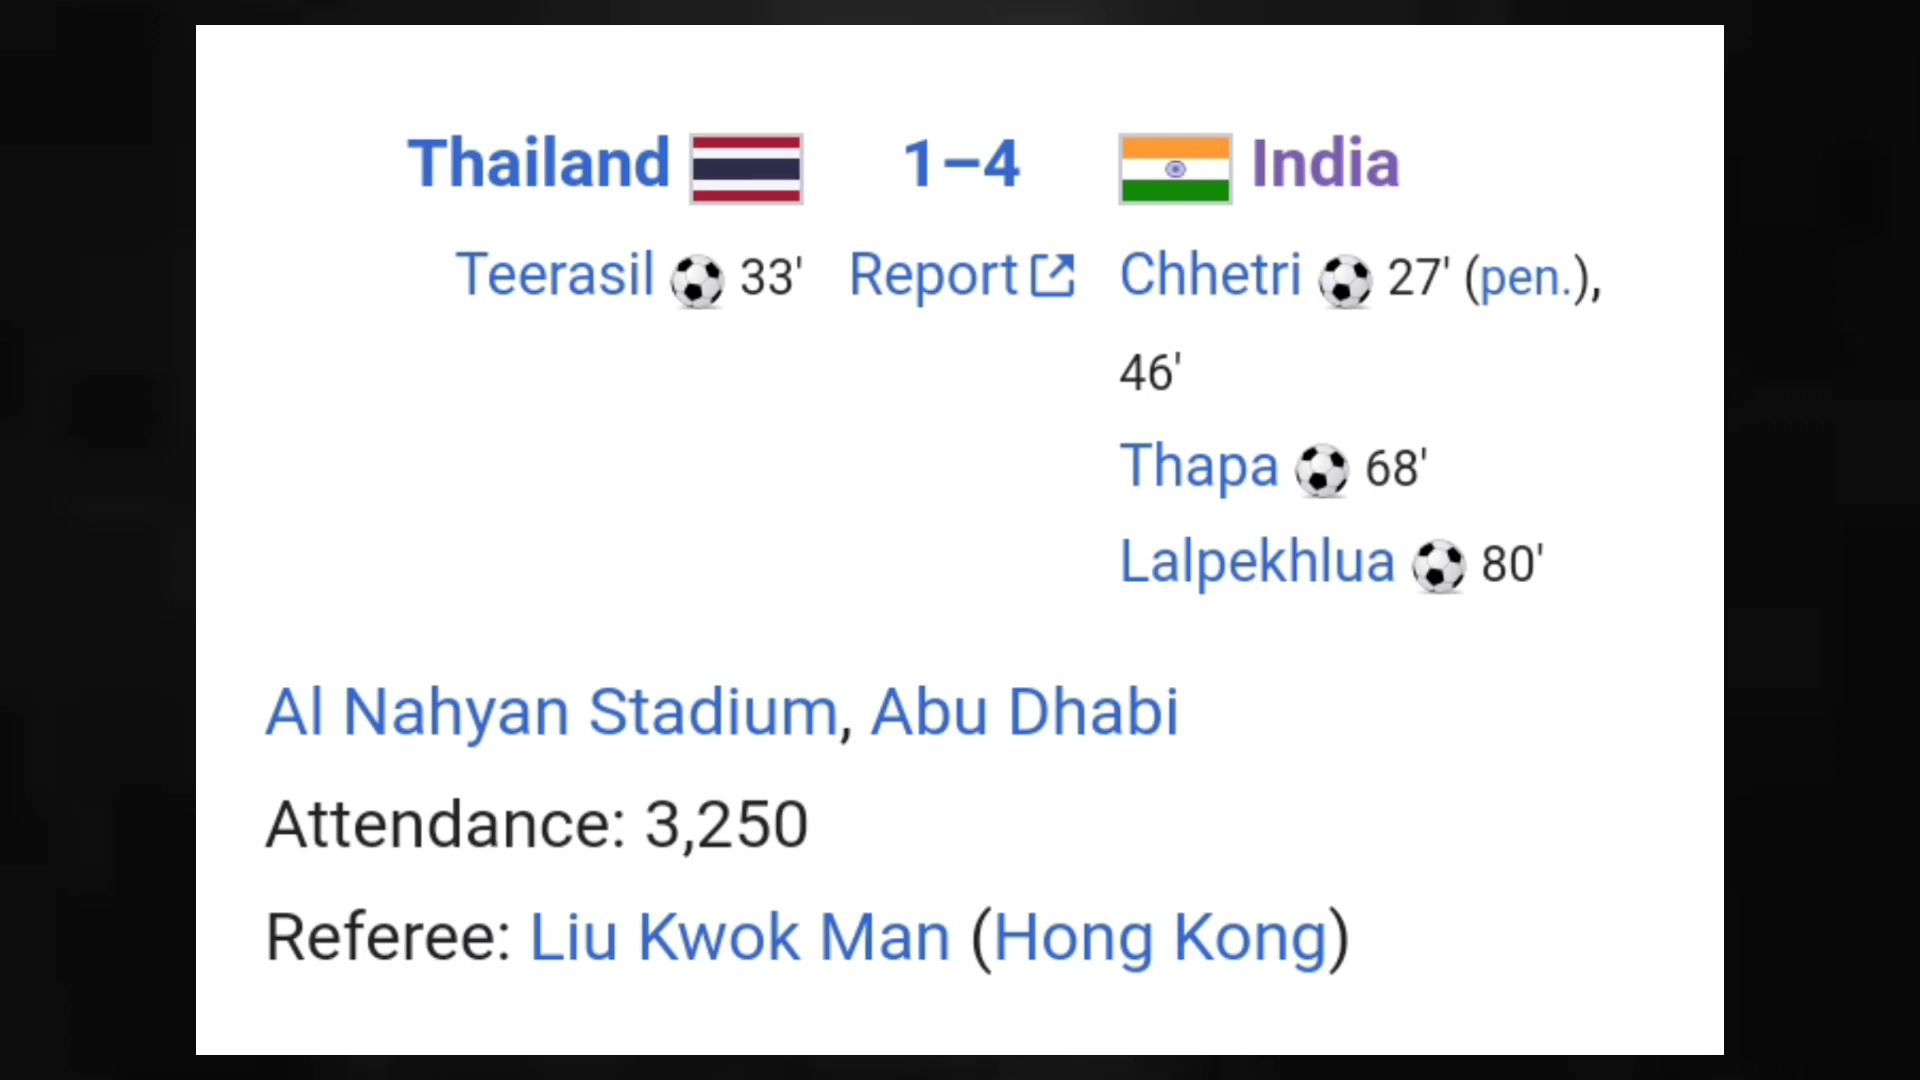 Thailand 1–4 India
Teerasil 33' Report Chhetri 27' (pen.),
46'
Thapa 68'
Lalpekhlua 80'
Al Nahyan Stadium, Abu Dhabi
Attendance: 3,250
Referee: Liu Kwok Man (Hong Kong)